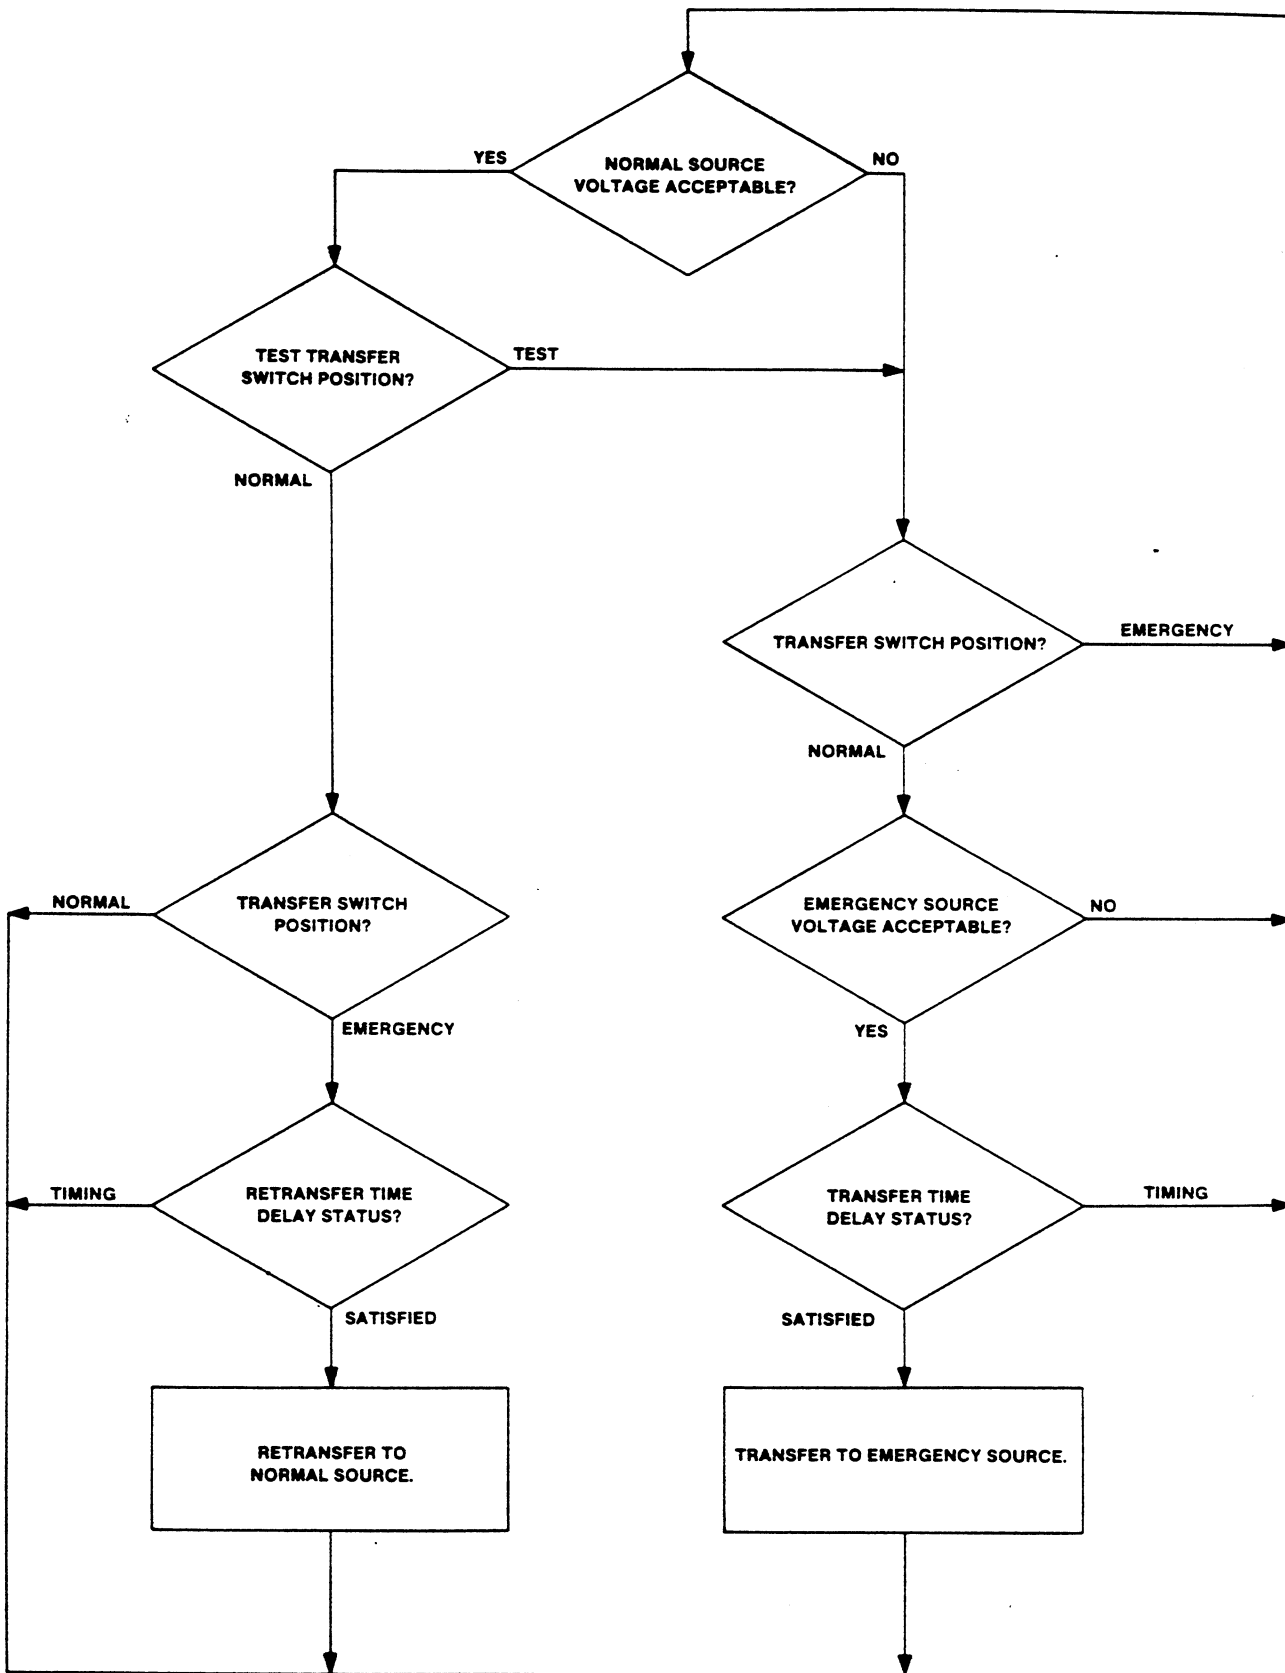 YES
NORMAL SOURCE
VOLTAGE ACCEPTABLE?
NO
TEST TRANSFER
SWITCH POSITION?
TEST
NORMAL
TRANSFER SWITCH POSITION?
EMERGENCY
NORMAL
NORMAL
TRANSFER SWITCH
POSITION?
EMERGENCY SOURCE
VOLTAGE ACCEPTABLE?
NO
EMERGENCY
YES
TIMING
RETRANSFER TIME
DELAY STATUS?
TRANSFER TIME
DELAY STATUS?
TIMING
SATISFIED
SATISFIED
RETRANSFER TO
NORMAL SOURCE.
TRANSFER TO EMERGENCY SOURCE.